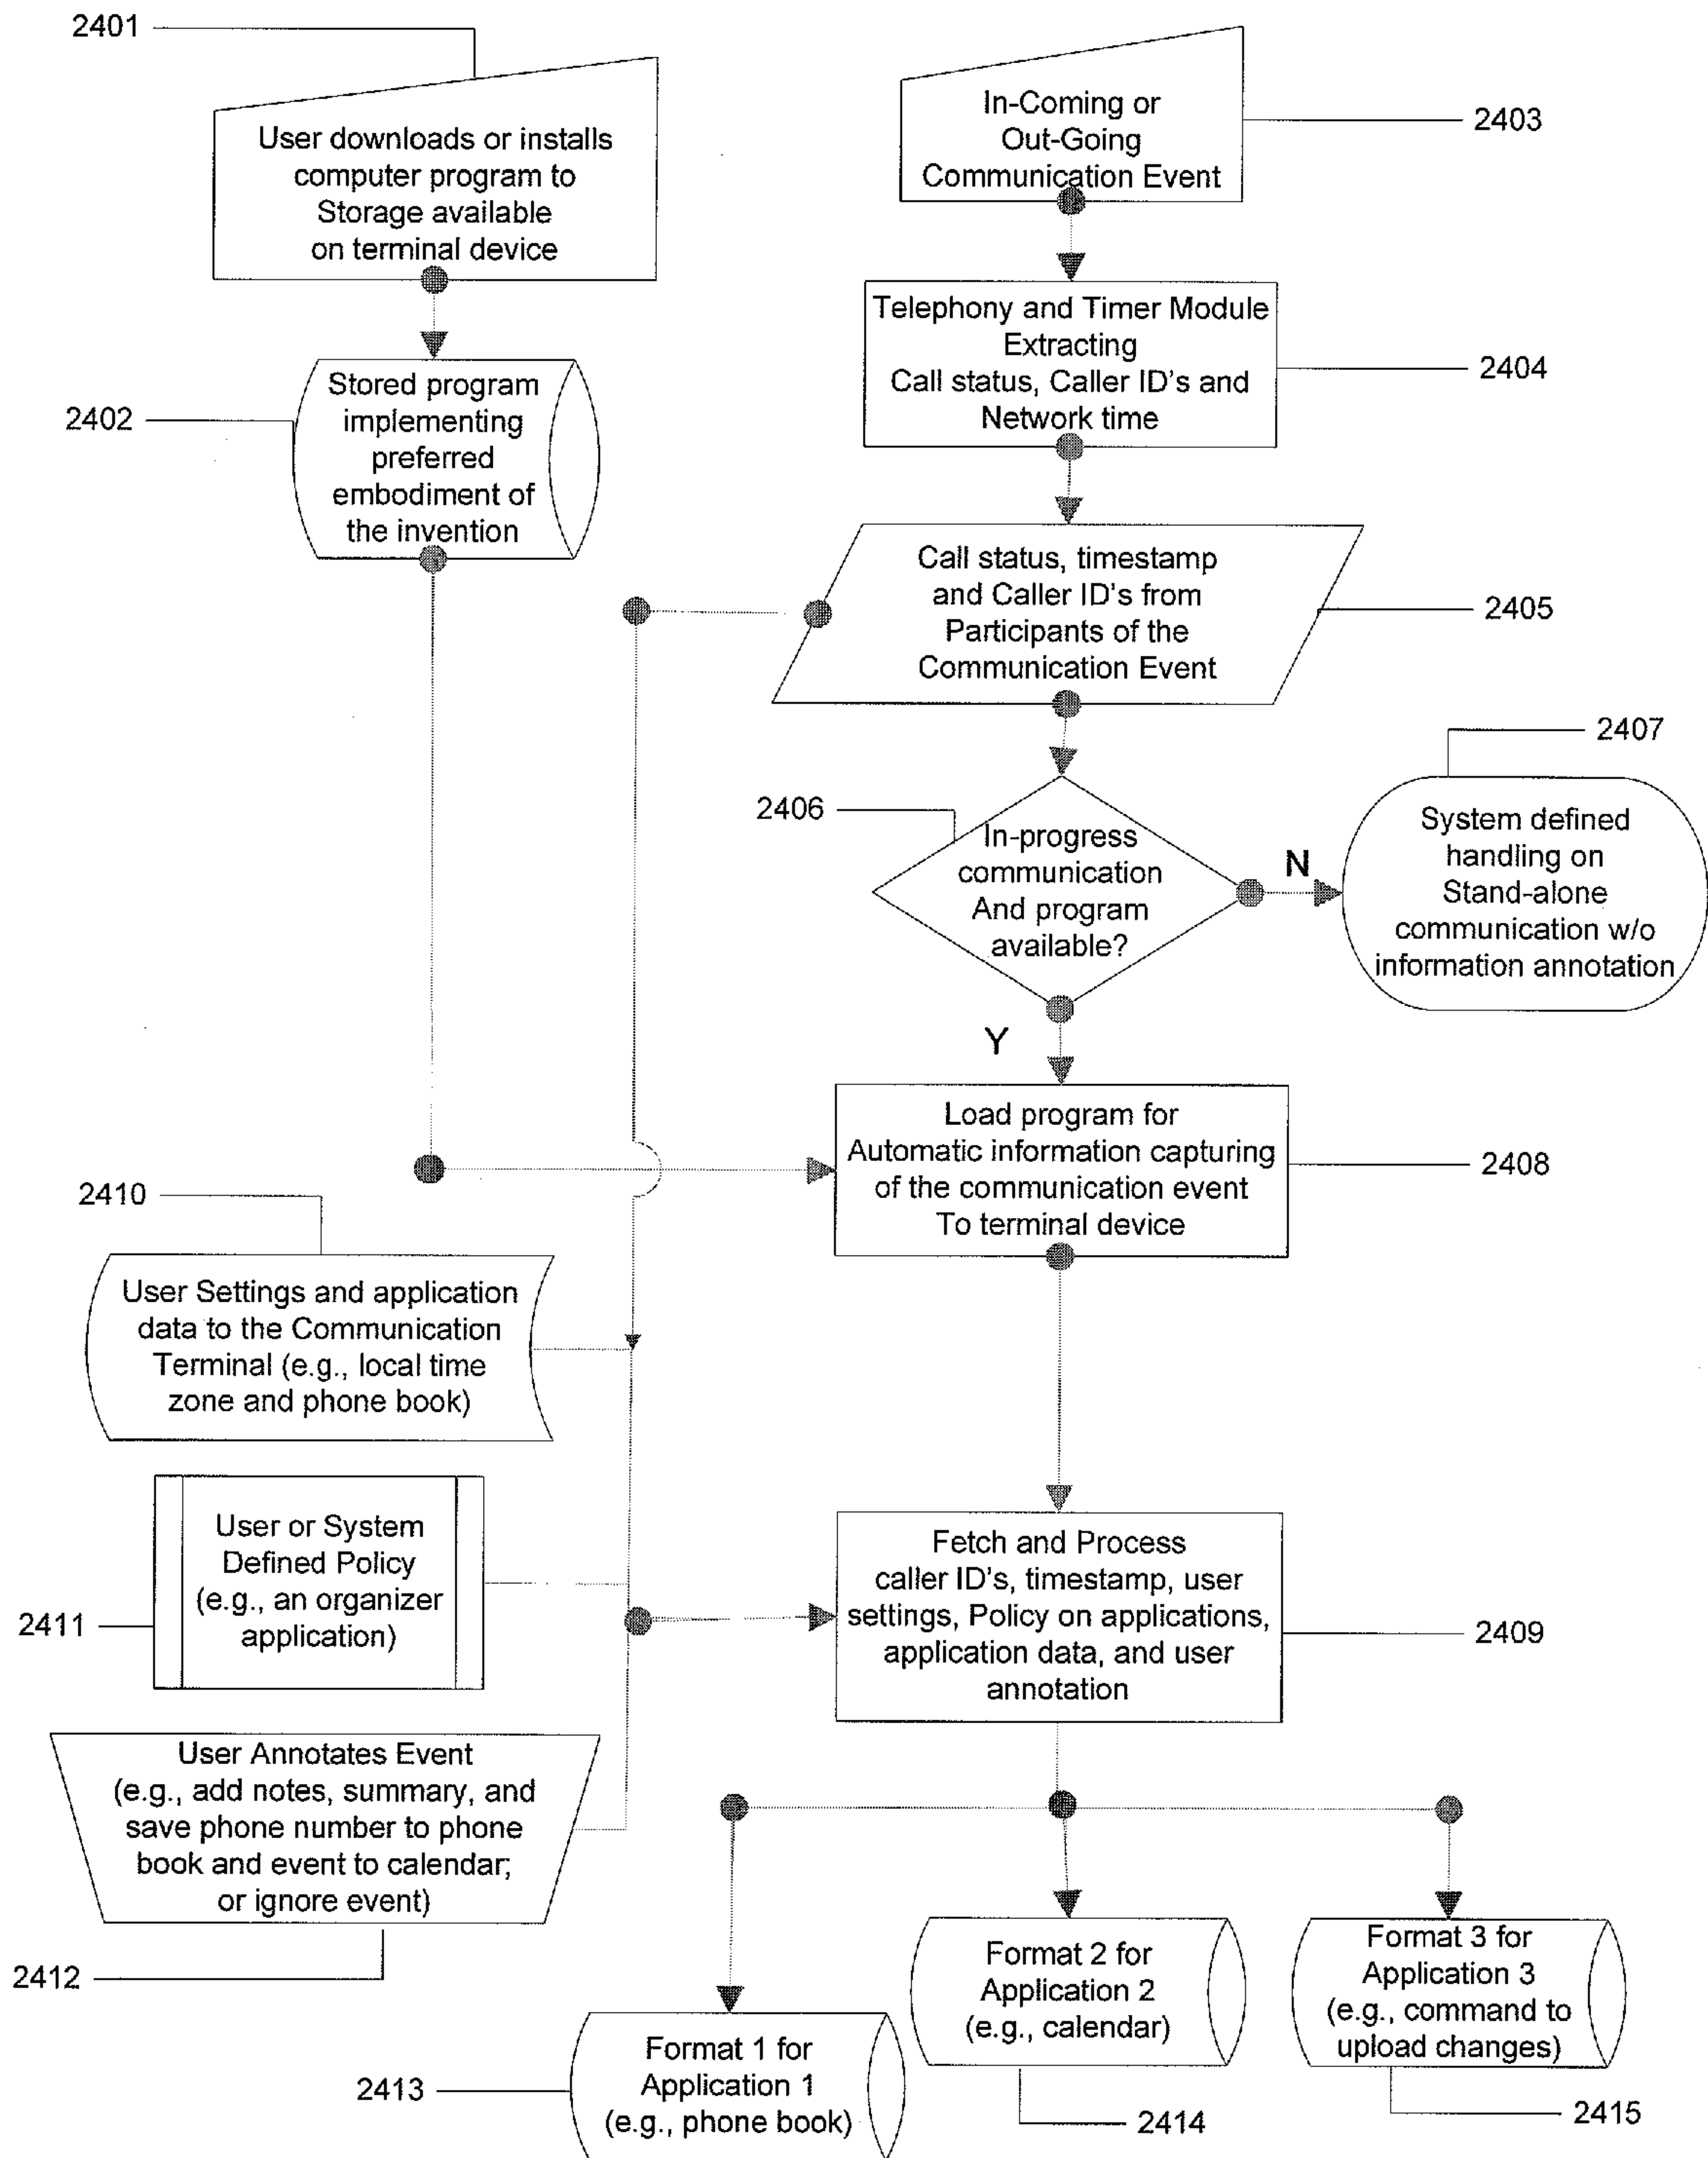 2401
User downloads or installs
computer program to
Storage available
on terminal device
In-Coming or
Out-Going
Communication Event
2403
Telephony and Timer Module
Extracting
Call status, Caller ID's and
Network time
2404
2402
Stored program
implementing
preferred
embodiment of
the invention
Call status, timestamp
and Caller ID's from
Participants of the
Communication Event
2405
2406
In-progress
communication
And program
available?
N
2407
System defined
handling on
Stand-alone
communication w/o
information annotation
Y
Load program for
Automatic information capturing
of the communication event
To terminal device
2408
2410
User Settings and application
data to the Communication
Terminal (e.g., local time
zone and phone book)
User or System
Defined Policy
(e.g., an organizer
application)
2411
Fetch and Process
caller ID's, timestamp, user
settings, Policy on applications,
application data, and user
annotation
2409
User Annotates Event
(e.g., add notes, summary, and
save phone number to phone
book and event to calendar;
or ignore event)
2412
Format 1 for
Application 1
(e.g., phone book)
2413
Format 2 for
Application 2
(e.g., calendar)
2414
Format 3 for
Application 3
(e.g., command to
upload changes)
2415